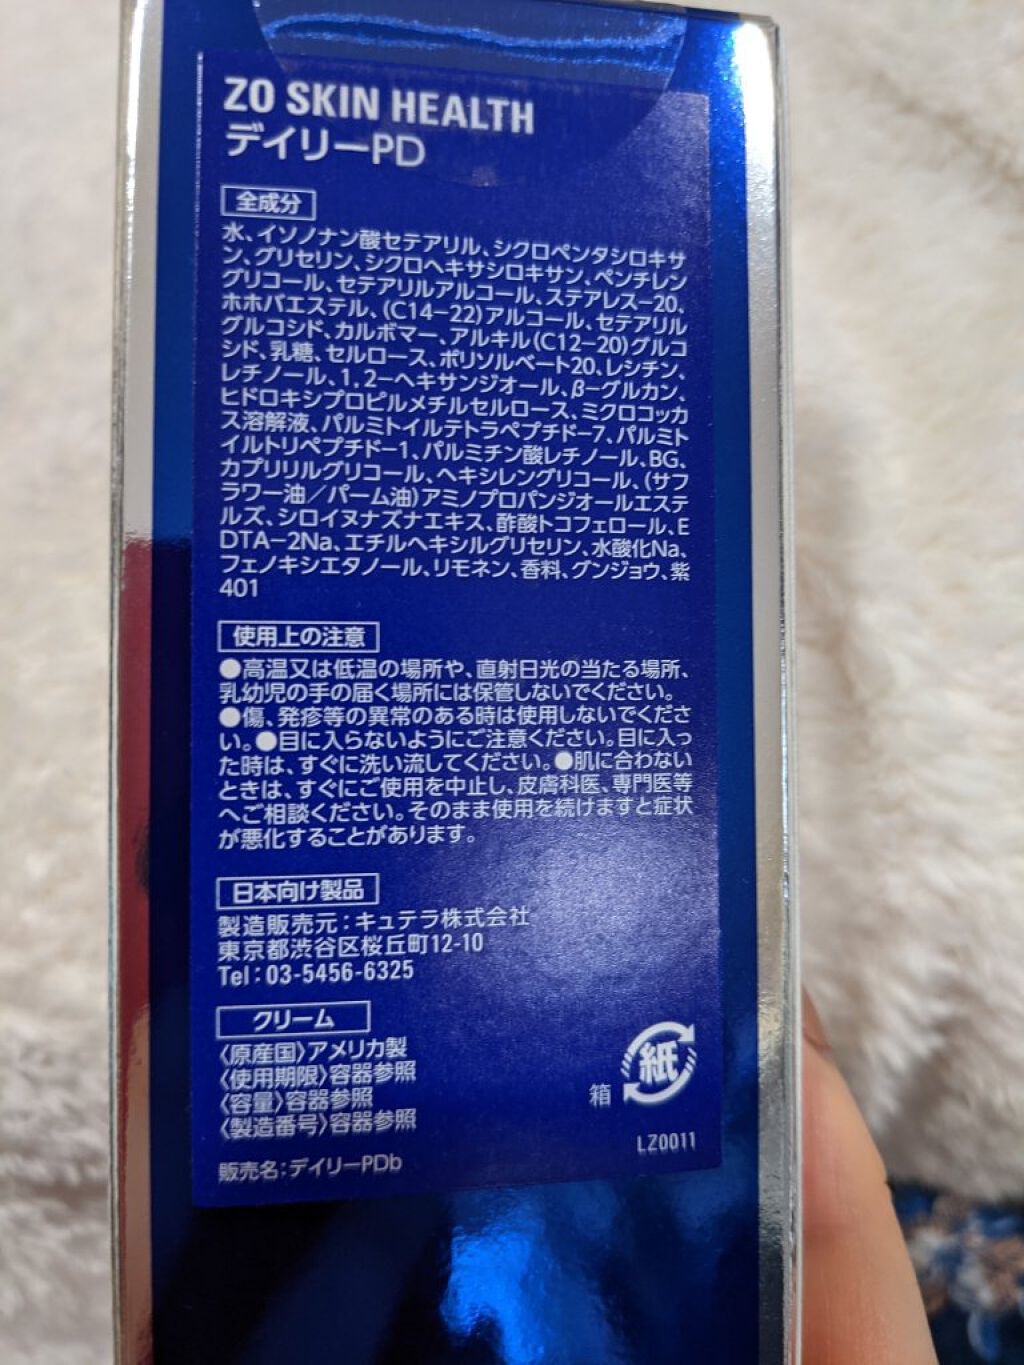 ZO SKIN HEALTH
デイリーPD
全成分
水、イソノナン酸セテアリル、シクロペンタシロキサ
ン、グリセリン、シクロヘキサシロキサン、ペンチレン
グリコール、セテアリルアルコール、ステアレス-20、
ホホバエステル、(C14-22)アルコール、セテアリル
グルコシド、カルボマー、アルキル(C12-20)グルコ
シド、乳糖、セルロース、ポリソルベート20、レシチン、
レチノール、1,2-ヘキサンジオール、β-グルカン、
ヒドロキシプロピルメチルセルロース、ミクロコッカ
ス溶解液、パルミトイルテトラペプチド-7、パルミト
イルトリペプチド-1、パルミチン酸レチノール、BG、
カプリリルグリコール、ヘキシレングリコール、(サフ
ラワー油/パーム油)アミノプロパンジオールエステ
ルズ、シロイヌナズナエキス、酢酸トコフェロール、E
DTA-2Na、エチルヘキシルグリセリン、水酸化Na、
フェノキシエタノール、リモネン、香料、グンジョウ、紫
401
使用上の注意
●高温又は低温の場所や、直射日光の当たる場所、
乳幼児の手の届く場所には保管しないでください。
●傷、発疹等の異常のある時は使用しないでくださ
い。●目に入らないようにご注意ください。目に入っ
た時は、すぐに洗い流してください。●肌に合わない
ときは、すぐにご使用を中止し、皮膚科医、専門医等
へご相談ください。そのまま使用を続けますと症状
が悪化することがあります。
日本向け製品
製造販売元：キュテラ株式会社
東京都渋谷区桜丘町12-10
Tel：03-5456-6325
クリーム
〈原産国〉アメリカ製
〈使用期限〉容器参照
〈容量〉容器参照
〈製造番号〉容器参照
販売名：デイリーPDb
箱
紙
LZ0011